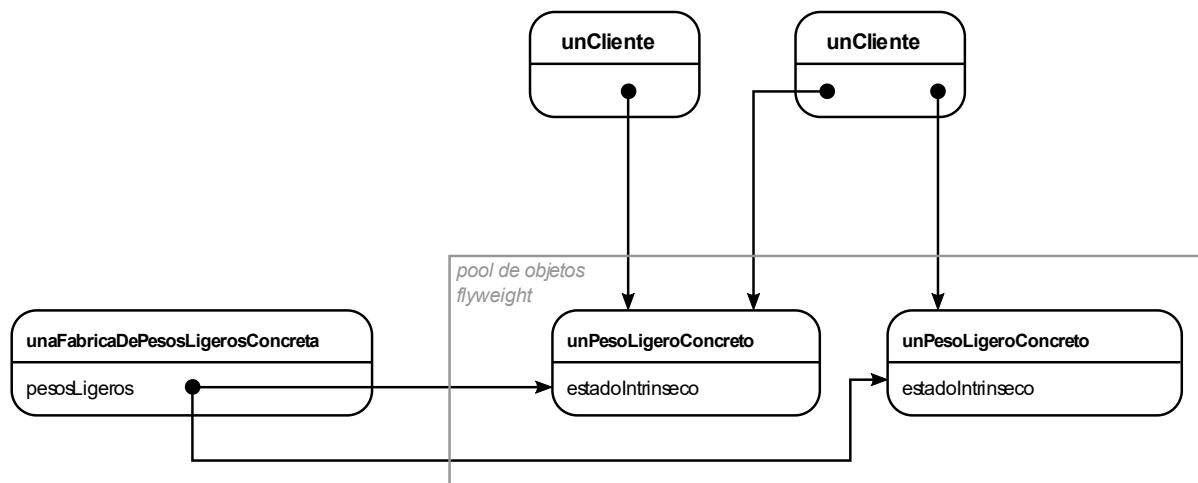 unCliente
unCliente
pool de objetos
flyweight
unaFabricaDePesosLigerosConcreta
pesosLigeros
unPesoLigeroConcreto
estadoIntrinseco
unPesoLigeroConcreto
estadoIntrinseco